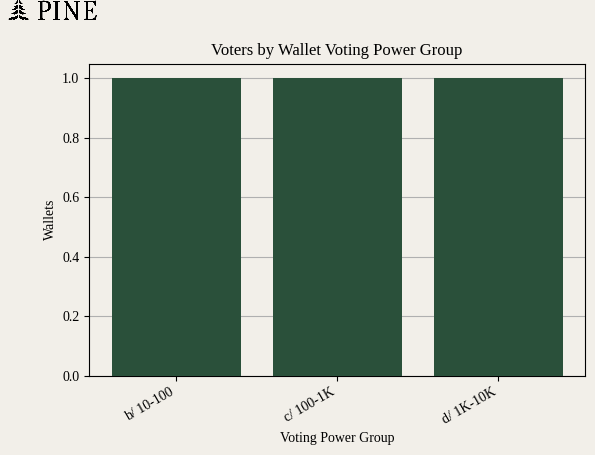 PINE
Voters by Wallet Voting Power Group
Wallets
1.0
0.8
0.6
0.4
0.2
0.0
b/ 10-100
c/ 100-1K
d/ 1K-10K
Voting Power Group